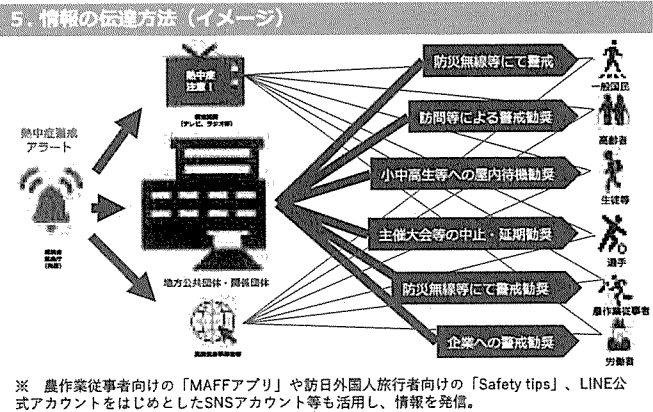 5. 情報の伝達方法（イメージ）
熱中症警戒
アラート
熱中症
注意！
(テレビ、ラジオ等)
地方公共団体・関係団体
防災無線等にて警戒
訪問等による警戒勧奨
小中高生等への屋内待機勧奨
主催大会等の中止・延期勧奨
防災無線等にて警戒勧奨
企業への警戒勧奨
一般国民
高齢者
生徒等
選手
農作業従事者
労働者
※　農作業従事者向けの「MAFFアプリ」や訪日外国人旅行者向けの「Safety tips」、LINE公
式アカウントをはじめとしたSNSアカウント等も活用し、情報を発信。